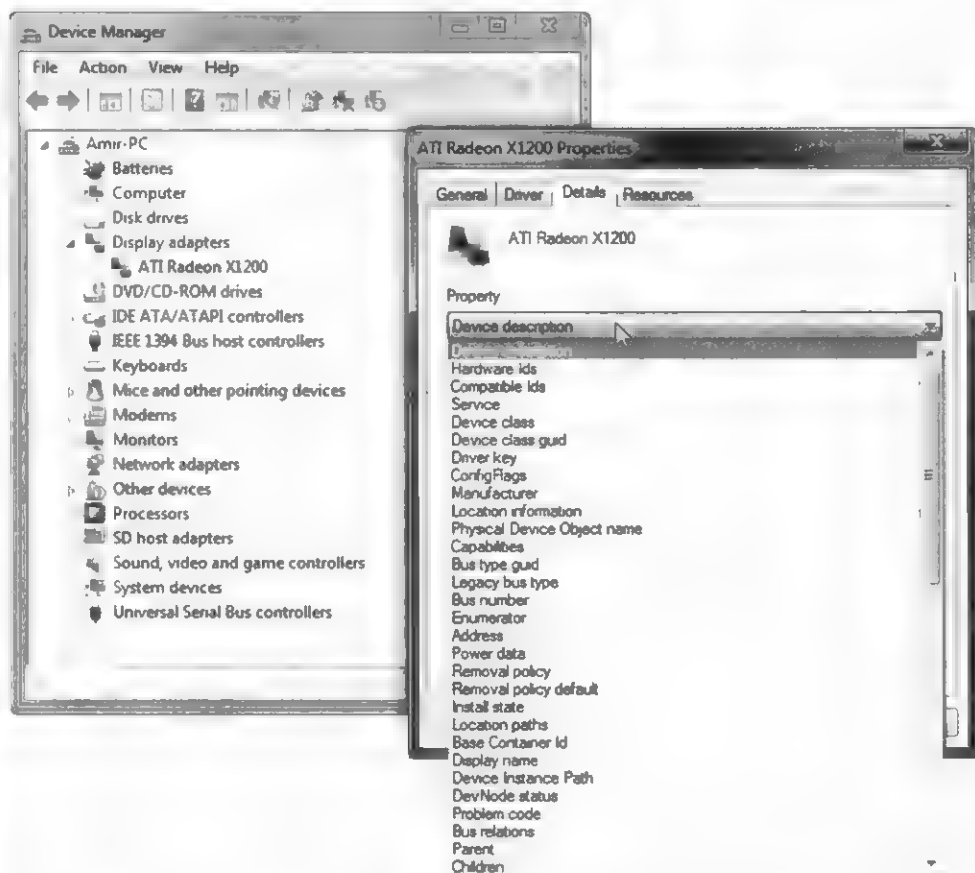 Device Manager
File Action View Help
Amir-PC
Batteries
Computer
Disk drives
Display adapters
ATI Radeon X1200
DVD/CD-ROM drives
IDE ATA/ATAPI controllers
IEEE 1394 Bus host controllers
Keyboards
Mice and other pointing devices
Modems
Monitors
Network adapters
Other devices
Processors
SD host adapters
Sound, video and game controllers
System devices
Universal Serial Bus controllers
ATI Radeon X1200 Properties
General Driver Details Resources
ATI Radeon X1200
Property
Device description
Hardware Ids
Compatible Ids
Service
Device class
Device class guid
Driver key
ConfigFlags
Manufacturer
Location information
Physical Device Object name
Capabilities
Bus type guid
Legacy bus type
Bus number
Enumerator
Address
Power data
Removal policy
Removal policy default
Install state
Location paths
Base Container Id
Display name
Device Instance Path
DevNode status
Problem code
Bus relations
Parent
Children